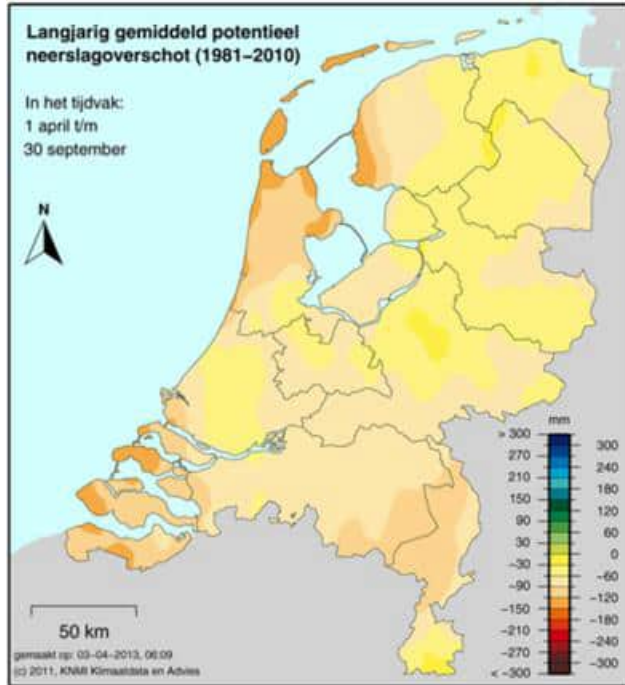 Langjarig gemiddeld potentieel
neerslagoverschot (1981–2010)
In het tijdvak:
1 april t/m
30 september
N
mm
> 300
300
270
240
210
180
150
120
90
60
30
0
−30
−60
−90
−120
−150
−180
−210
−240
−270
−300
< −300
50 km
gemaakt op: 03−04−2013, 06:09
(c) 2011, KNMI Klimaatdata en Advies